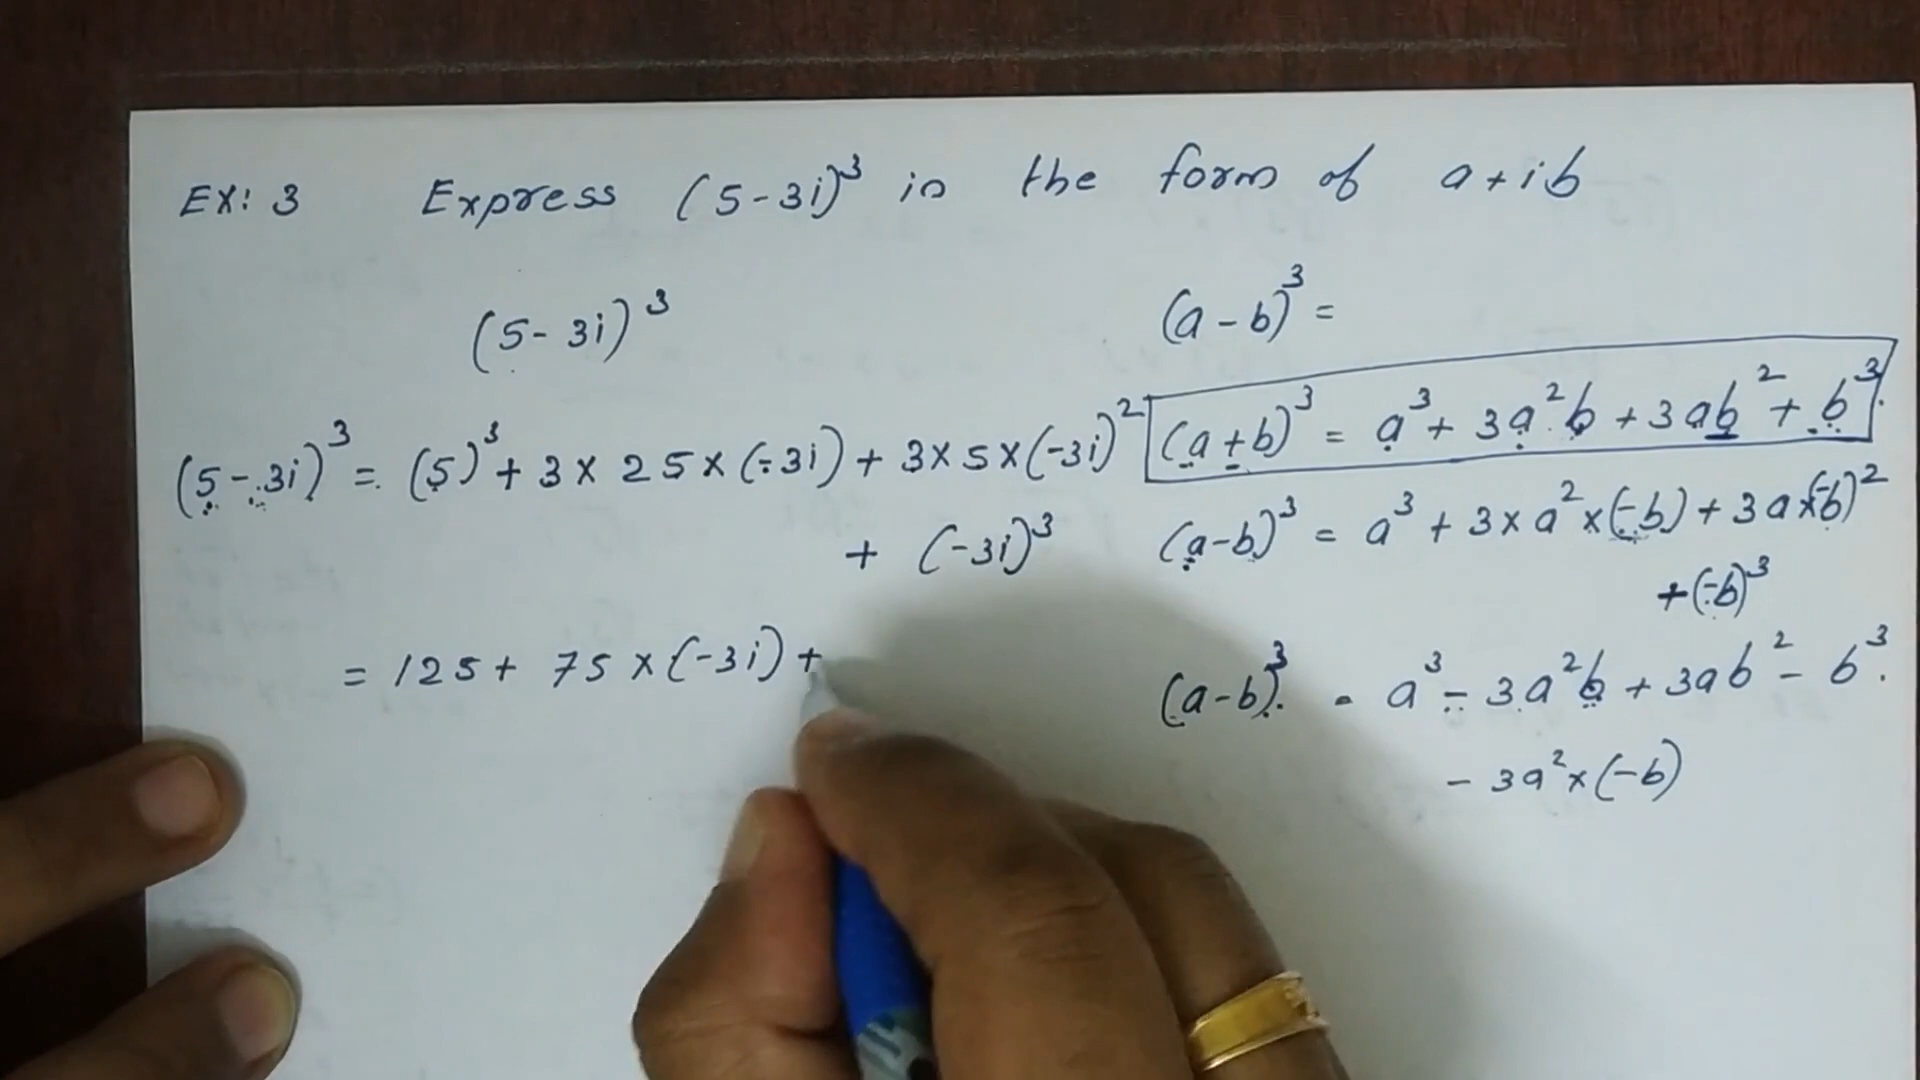 EX: 3 Express (5-3i)³ in the form of a+ib
(5-3i)³
(a-b)³ =
(5-3i)³ = (5)³ + 3 × 25 × (-3i) + 3×5×(-3i)²
(a+b)³ = a³ + 3a²b + 3ab² + b³.
+ (-3i)³
(a-b)³ = a³ + 3×a²×(-b) + 3a×(-b)²
+(-b)³
= 125 + 75 × (-3i) +
(a-b)³. = a³ - 3a²b + 3ab² - b³.
- 3a²×(-b)